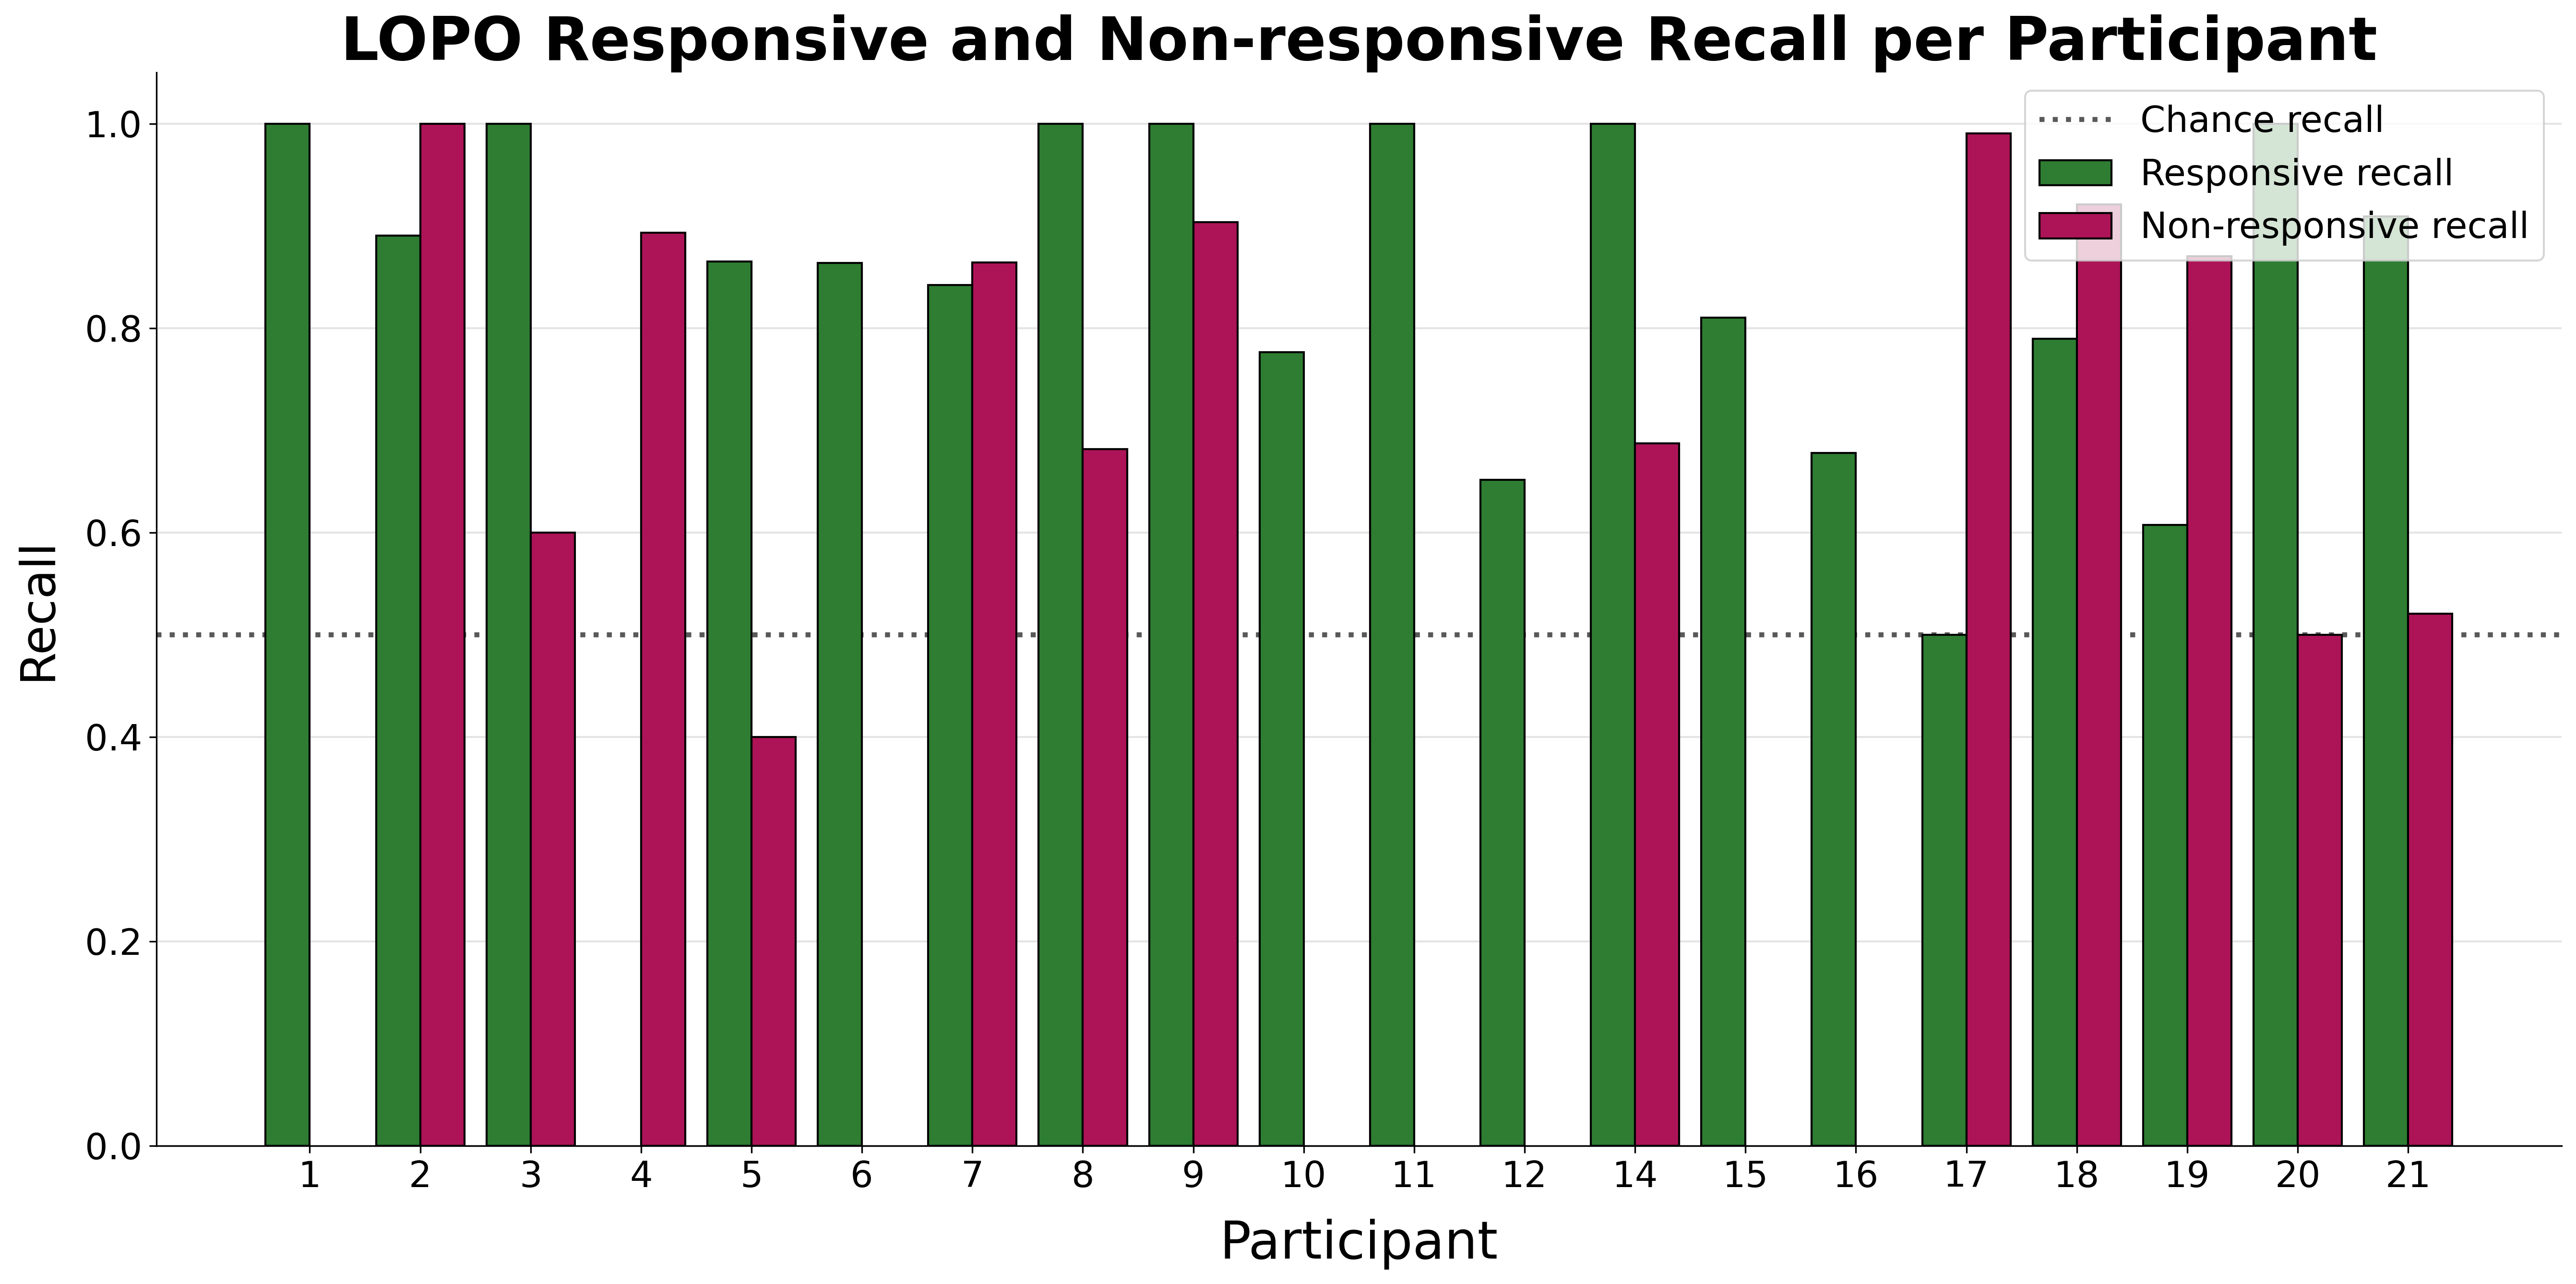 LOPO Responsive and Non-responsive Recall per Participant
Chance recall
Responsive recall
Non-responsive recall
Recall
1.0
0.8
0.6
0.4
0.2
0.0
1 2 3 4 5 6 7 8 9 10 11 12 14 15 16 17 18 19 20 21
Participant